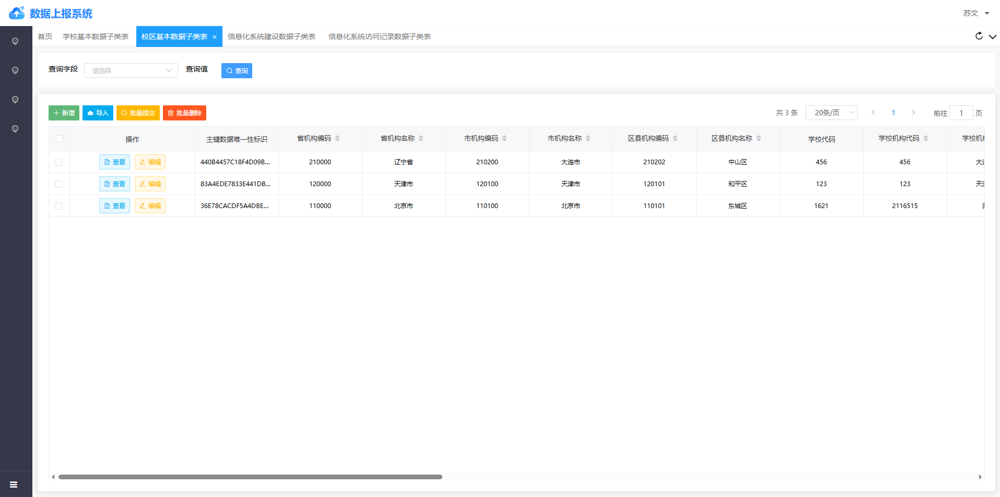 数据上报系统
苏文
首页 学校基本数据子类表 校区基本数据子类表 × 信息化系统建设数据子类表 信息化系统访问记录数据子类表
查询字段 请选择 查询值 查询
新增 导入 批量提交 批量删除 共 3 条 20条/页 1 前往 1 页
操作 主键数据唯一性标识 省机构编码 省机构名称 市机构编码 市机构名称 区县机构编码 区县机构名称 学校代码 学校机构代码 学校机
查看 编辑 440B4457C18F4D09B... 210000 辽宁省 210200 大连市 210202 中山区 456 456 大
查看 编辑 83A4EDE7833E441DB... 120000 天津市 120100 天津市 120101 和平区 123 123 天
查看 编辑 36E78CACDF5A4DBE... 110000 北京市 110100 北京市 110101 东城区 1621 2116515